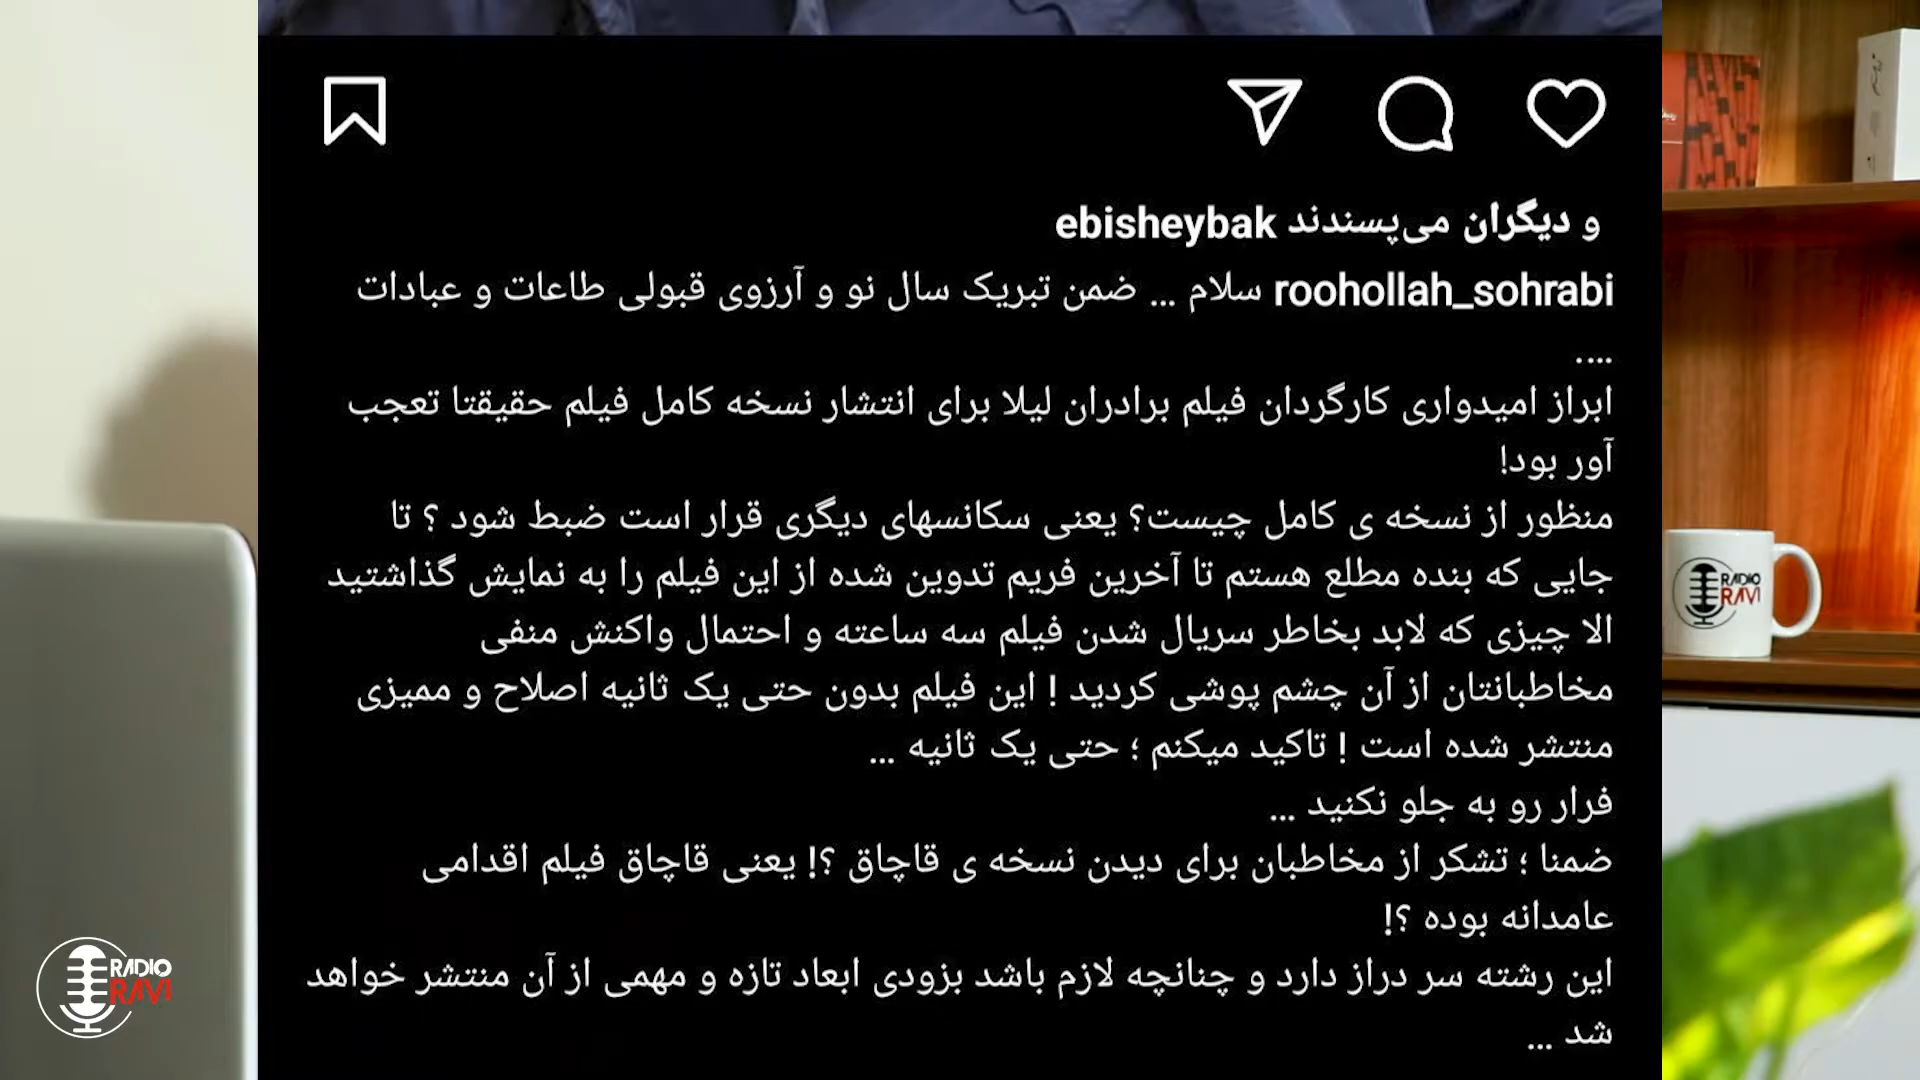 ebisheybak و دیگران می‌پسندند
roohollah_sohrabi سلام ... ضمن تبریک سال نو و آرزوی قبولی طاعات و عبادات
....
ابراز امیدواری کارگردان فیلم برادران لیلا برای انتشار نسخه کامل فیلم حقیقتا تعجب
آور بود!
منظور از نسخه ی کامل چیست؟ یعنی سکانسهای دیگری قرار است ضبط شود ؟ تا
جایی که بنده مطلع هستم تا آخرین فریم تدوین شده از این فیلم را به نمایش گذاشتید
الا چیزی که لابد بخاطر سریال شدن فیلم سه ساعته و احتمال واکنش منفی
مخاطبانتان از آن چشم پوشی کردید ! این فیلم بدون حتی یک ثانیه اصلاح و ممیزی
منتشر شده است ! تاکید میکنم ؛ حتی یک ثانیه ...
فرار رو به جلو نکنید ...
ضمنا ؛ تشکر از مخاطبان برای دیدن نسخه ی قاچاق ؟! یعنی قاچاق فیلم اقدامی
عامدانه بوده ؟!
این رشته سر دراز دارد و چنانچه لازم باشد بزودی ابعاد تازه و مهمی از آن منتشر خواهد
شد ...
RADIO
RAVI
RADIO
RAVI